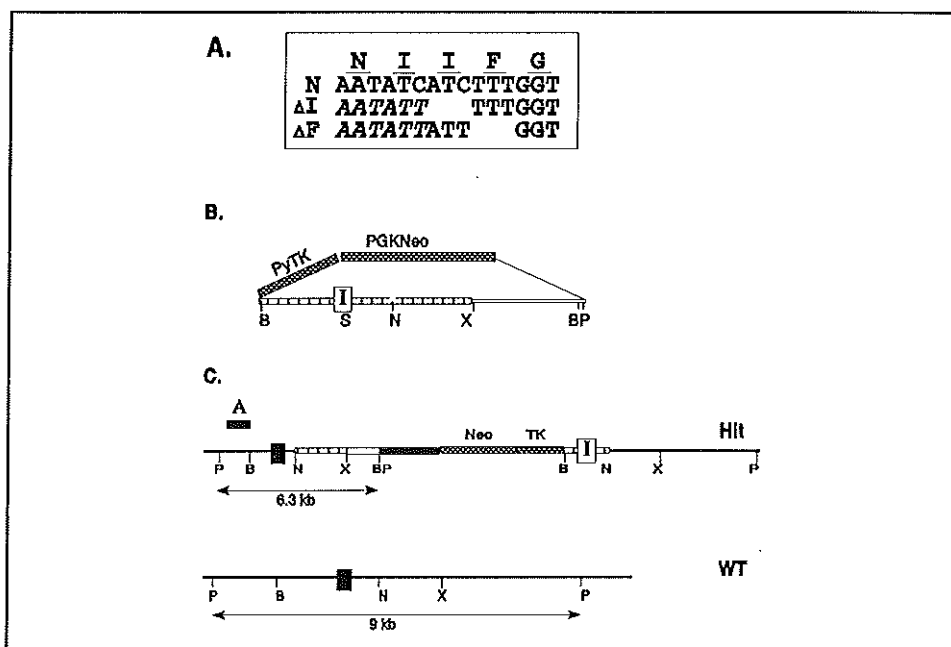 A.
N I I F G
N AATATCATCTTTGGT
ΔI AATATT TTTGGT
ΔF AATATTATT GGT
B.
PyTK PGKNeo
I
B S N X BP
C.
A
Neo TK Hit
I
P B N X BP B N X P
6.3 kb
WT
P B N X P
9 kb